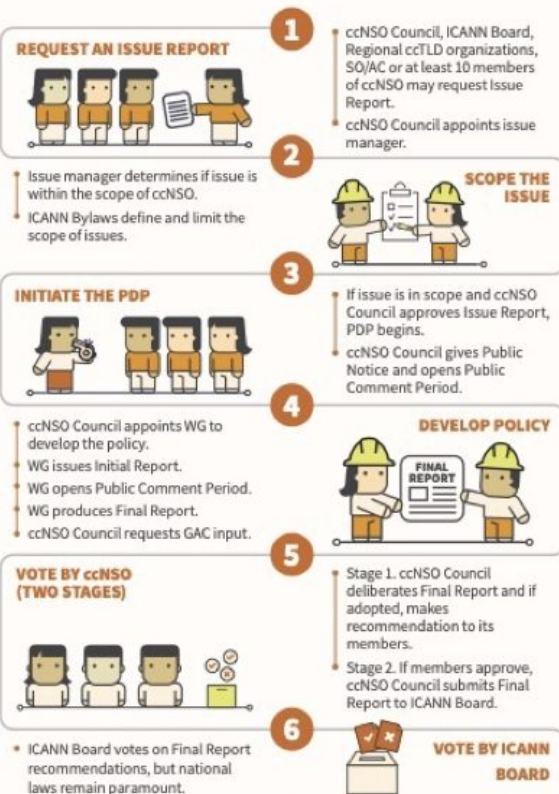 1
REQUEST AN ISSUE REPORT
ccNSO Council, ICANN Board,
Regional ccTLD organizations,
SO/AC or at least 10 members
of ccNSO may request Issue
Report.
ccNSO Council appoints issue
manager.
2
SCOPE THE
ISSUE
Issue manager determines if issue is
within the scope of ccNSO.
ICANN Bylaws define and limit the
scope of issues.
3
INITIATE THE PDP
If issue is in scope and ccNSO
Council approves Issue Report,
PDP begins.
ccNSO Council gives Public
Notice and opens Public
Comment Period.
4
DEVELOP POLICY
ccNSO Council appoints WG to
develop the policy.
WG issues Initial Report.
WG opens Public Comment Period.
WG produces Final Report.
ccNSO Council requests GAC input.
FINAL
REPORT
5
VOTE BY ccNSO
(TWO STAGES)
Stage 1. ccNSO Council
deliberates Final Report and if
adopted, makes
recommendation to its
members.
Stage 2. If members approve,
ccNSO Council submits Final
Report to ICANN Board.
6
VOTE BY ICANN
BOARD
ICANN Board votes on Final Report
recommendations, but national
laws remain paramount.